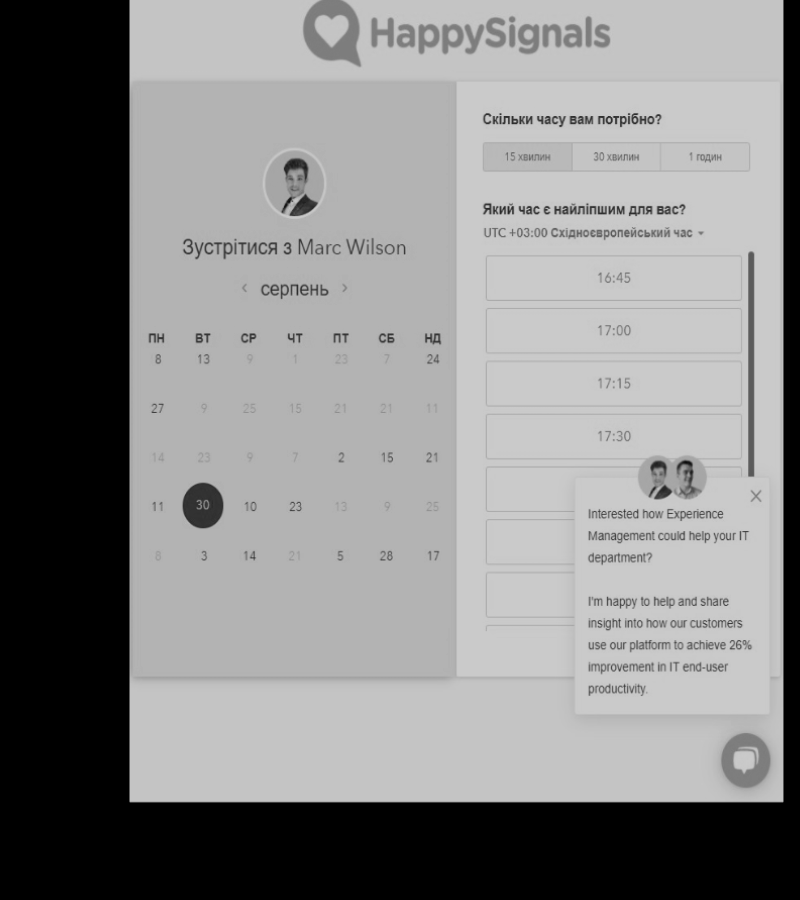 HappySignals
Зустрітися з Marc Wilson
‹ серпень ›
ПН ВТ СР ЧТ ПТ СБ НД
8 13 9 1 23 7 24
27 9 25 15 21 21 11
14 23 9 7 2 15 21
11 30 10 23 13 9 25
8 3 14 21 5 28 17
Скільки часу вам потрібно?
15 хвилин 30 хвилин 1 годин
Який час є найліпшим для вас?
UTC +03:00 Східноєвропейський час
16:45
17:00
17:15
17:30
Interested how Experience
Management could help your IT
department?
I'm happy to help and share
insight into how our customers
use our platform to achieve 26%
improvement in IT end-user
productivity.